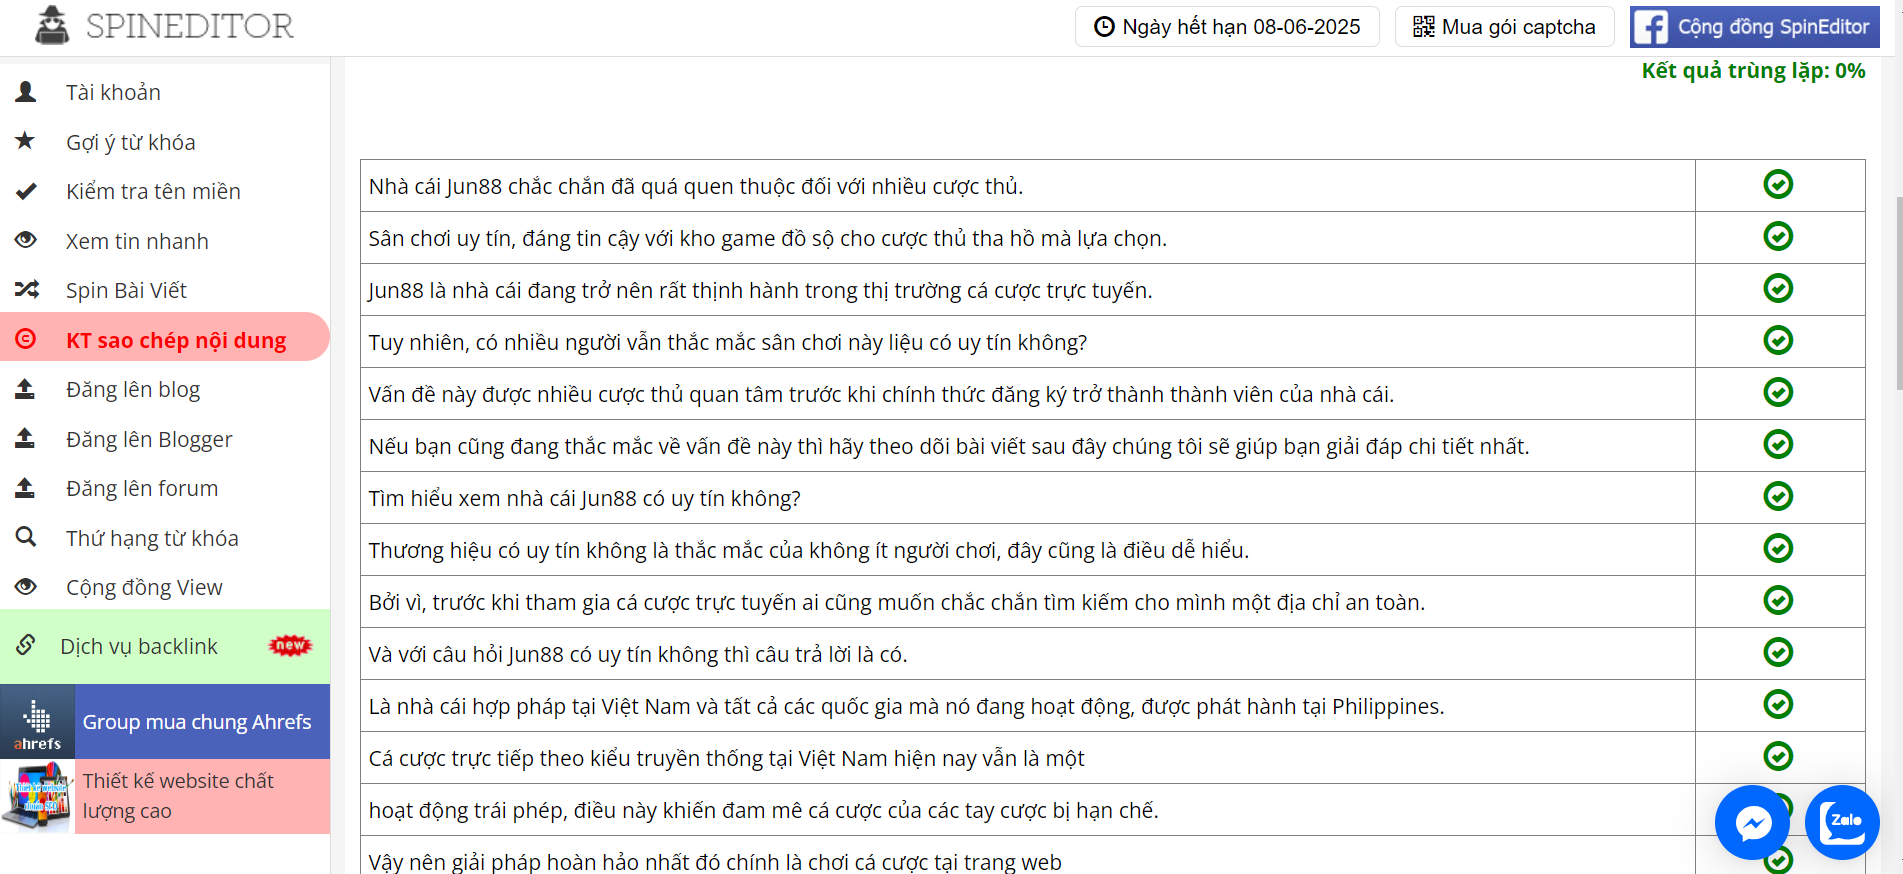 SPINEDITOR
Ngày hết hạn 08-06-2025
Mua gói captcha
Cộng đồng SpinEditor
Kết quả trùng lặp: 0%
Tài khoản
Gợi ý từ khóa
Kiểm tra tên miền
Xem tin nhanh
Spin Bài Viết
KT sao chép nội dung
Đăng lên blog
Đăng lên Blogger
Đăng lên forum
Thứ hạng từ khóa
Cộng đồng View
Dịch vụ backlink
new
ahrefs
Group mua chung Ahrefs
Thiết kế website chất
lượng cao
Nhà cái Jun88 chắc chắn đã quá quen thuộc đối với nhiều cược thủ.
Sân chơi uy tín, đáng tin cậy với kho game đồ sộ cho cược thủ tha hồ mà lựa chọn.
Jun88 là nhà cái đang trở nên rất thịnh hành trong thị trường cá cược trực tuyến.
Tuy nhiên, có nhiều người vẫn thắc mắc sân chơi này liệu có uy tín không?
Vấn đề này được nhiều cược thủ quan tâm trước khi chính thức đăng ký trở thành thành viên của nhà cái.
Nếu bạn cũng đang thắc mắc về vấn đề này thì hãy theo dõi bài viết sau đây chúng tôi sẽ giúp bạn giải đáp chi tiết nhất.
Tìm hiểu xem nhà cái Jun88 có uy tín không?
Thương hiệu có uy tín không là thắc mắc của không ít người chơi, đây cũng là điều dễ hiểu.
Bởi vì, trước khi tham gia cá cược trực tuyến ai cũng muốn chắc chắn tìm kiếm cho mình một địa chỉ an toàn.
Và với câu hỏi Jun88 có uy tín không thì câu trả lời là có.
Là nhà cái hợp pháp tại Việt Nam và tất cả các quốc gia mà nó đang hoạt động, được phát hành tại Philippines.
Cá cược trực tiếp theo kiểu truyền thống tại Việt Nam hiện nay vẫn là một
hoạt động trái phép, điều này khiến đam mê cá cược của các tay cược bị hạn chế.
Vậy nên giải pháp hoàn hảo nhất đó chính là chơi cá cược tại trang web
Zalo